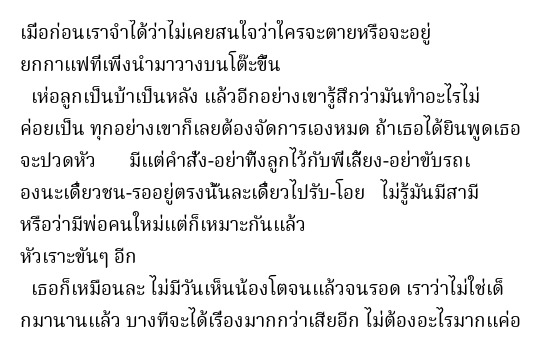 เมื่อก่อนเราจำได้ว่าไม่เคยสนใจว่าใครจะตายหรือจะอยู่
ยกกาแฟที่เพิ่งนำมาวางบนโต๊ะขึ้น
เห่อลูกเป็นบ้าเป็นหลัง แล้วอีกอย่างเขารู้สึกว่ามันทำอะไรไม่
ค่อยเป็น ทุกอย่างเขาก็เลยต้องจัดการเองหมด ถ้าเธอได้ยินพูดเธอ
จะปวดหัว มีแต่คำสั่ง-อย่าทิ้งลูกไว้กับพี่เลี้ยง-อย่าขับรถเ
องนะเดี๋ยวชน-รออยู่ตรงนั้นละเดี๋ยวไปรับ-โอย ไม่รู้มันมีสามี
หรือว่ามีพ่อคนใหม่แต่ก็เหมาะกันแล้ว
หัวเราะขันๆ อีก
เธอก็เหมือนละ ไม่มีวันเห็นน้องโตจนแล้วจนรอด เราว่าไม่ใช่เด็
กมานานแล้ว บางทีจะได้เรื่องมากกว่าเสียอีก ไม่ต้องอะไรมากแค่อ